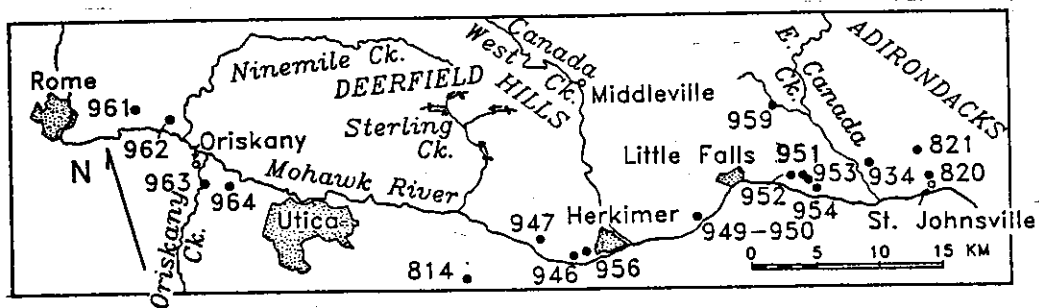 Rome
961
962
N
963
964
Oriskany
Oriskany
Ck.
Ninemile Ck.
DEERFIELD
HILLS
Sterling
Ck.
Mohawk River
Utica
814
West Canada
Ck.
Middleville
947
946
956
Herkimer
949-950
Little Falls
951
952
953
954
959
E. Canada
Ck.
934
ADIRONDACKS
821
820
St. Johnsville
0 5 10 15 KM